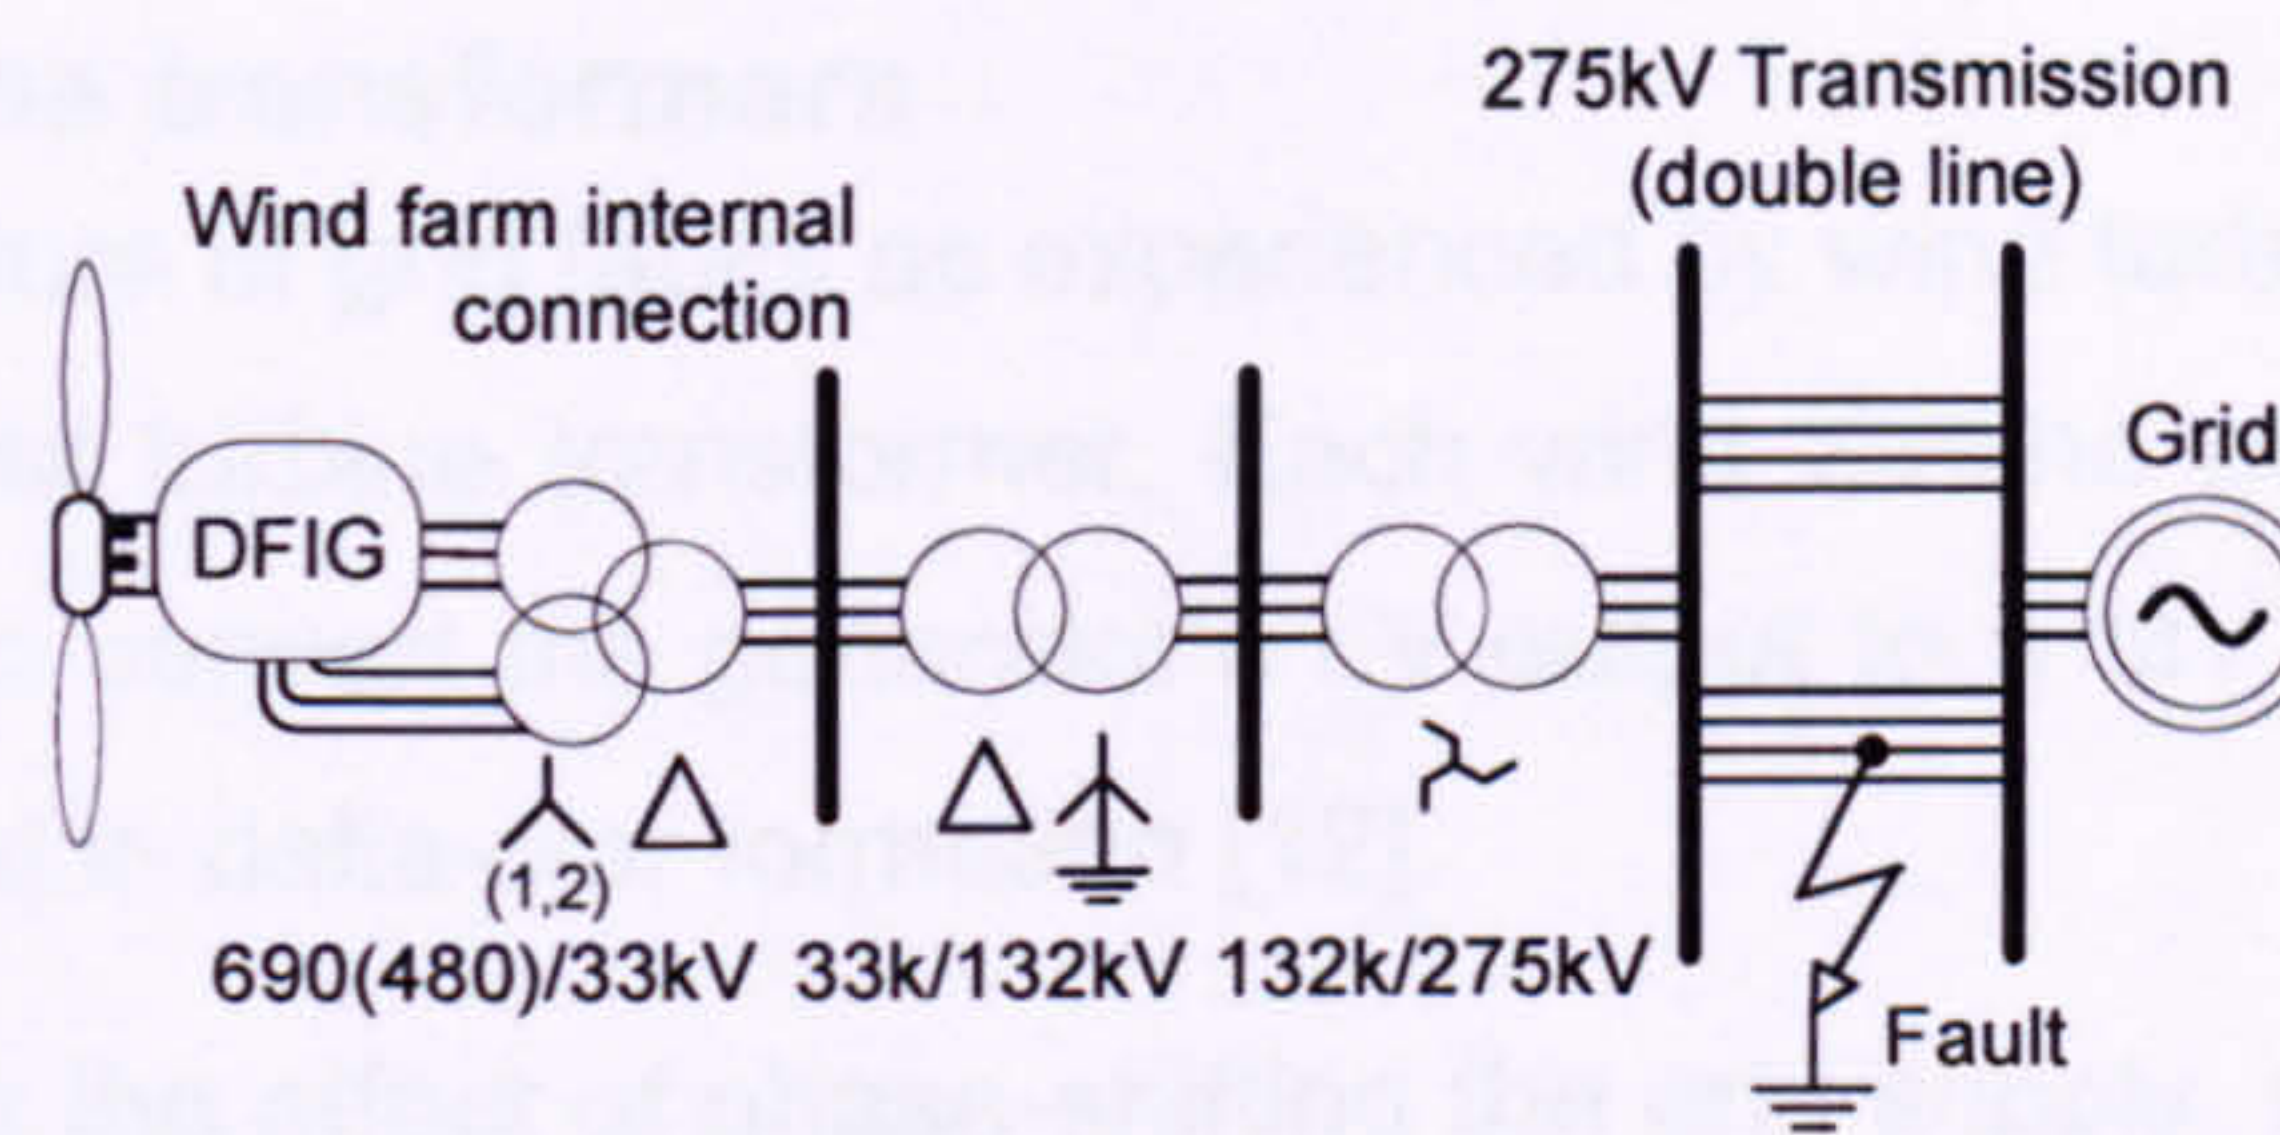 275kV Transmission
(double line)
Wind farm internal
connection
Grid
DFIG
(1,2)
690(480)/33kV 33k/132kV 132k/275kV
Fault